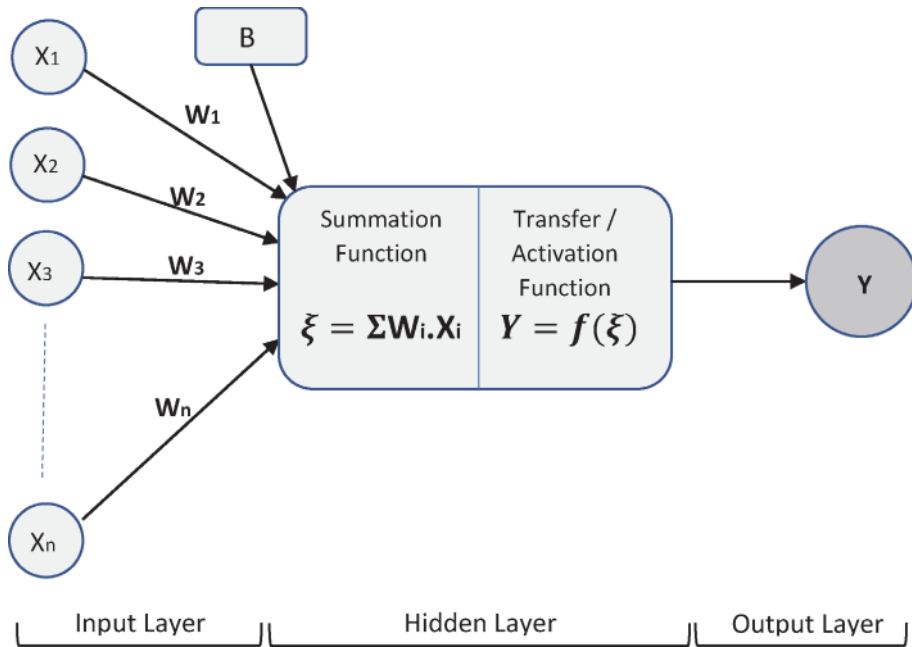 X1
B
W1
X2
W2
X3
W3
Summation
Function
ξ = ΣWi.Xi
Transfer /
Activation
Function
Y = f(ξ)
Y
Wn
Xn
Input Layer
Hidden Layer
Output Layer